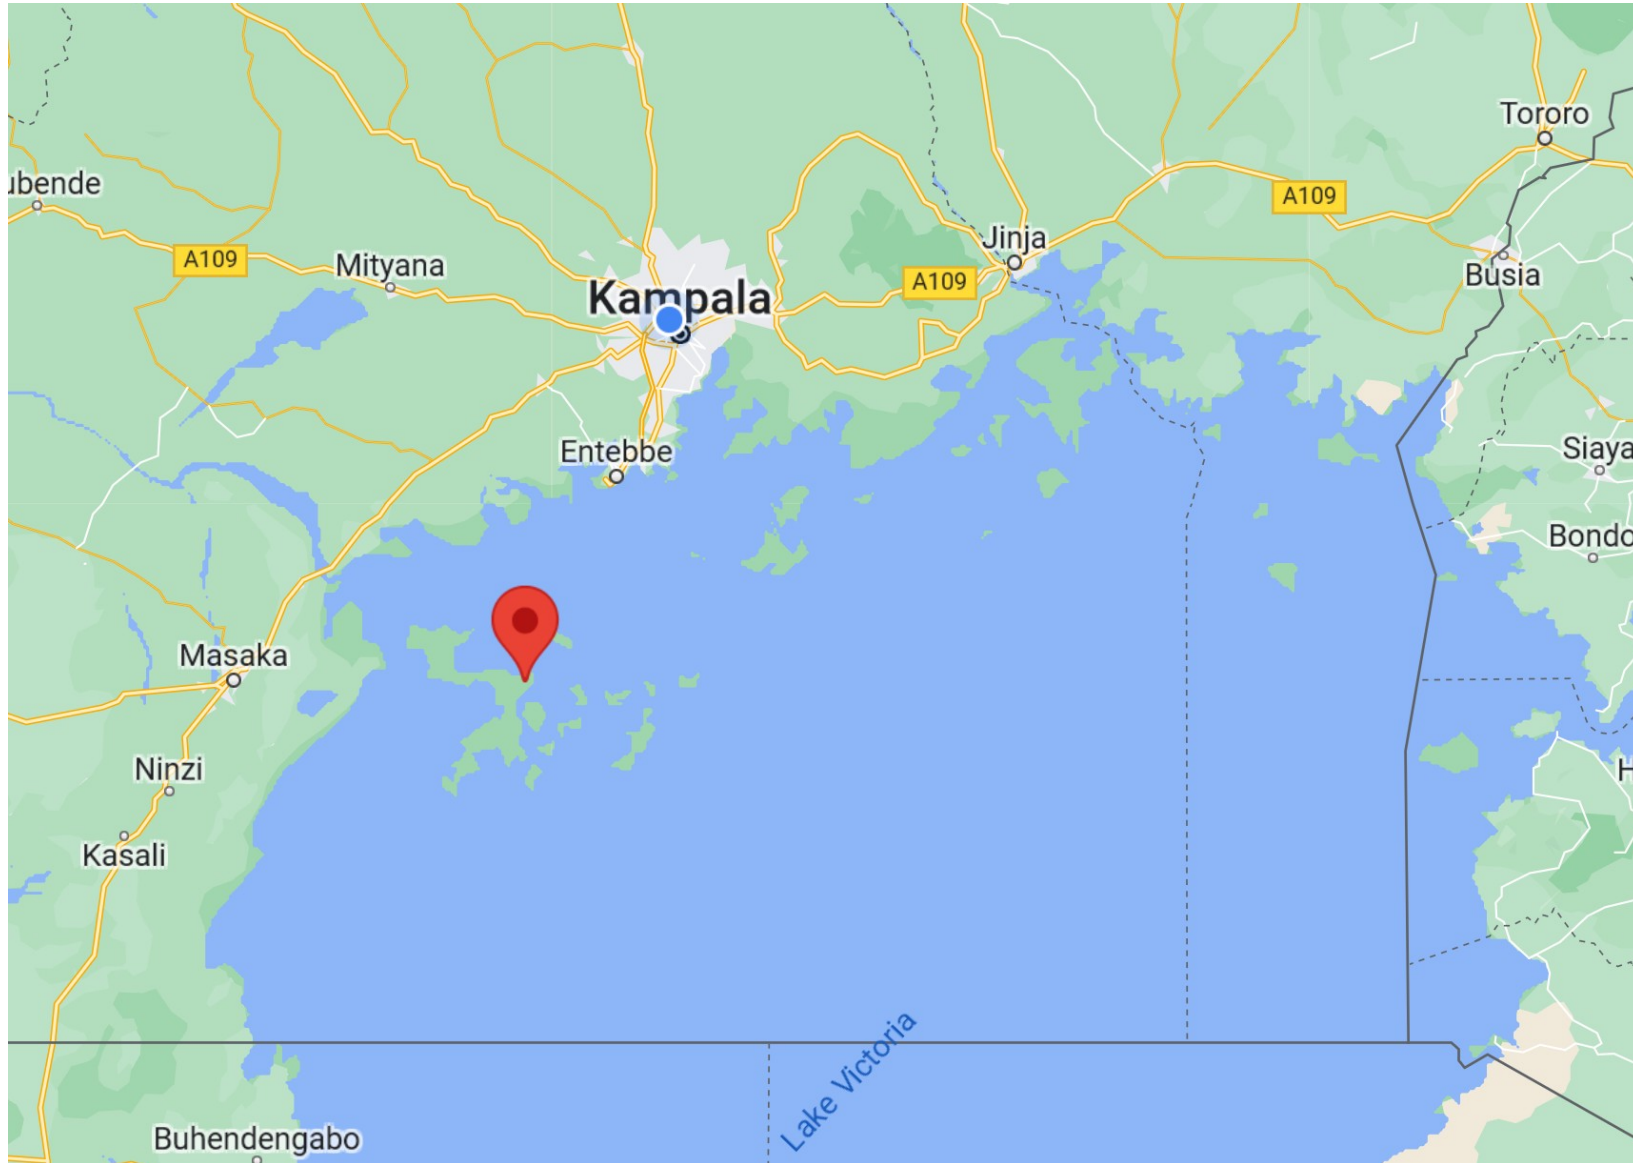 Tororo
ubende
A109
Jinja
A109
Mityana
A109
Busia
Kampala
Entebbe
Siaya
Bondo
Masaka
Ninzi
H
Kasali
Lake Victoria
Buhendengabo